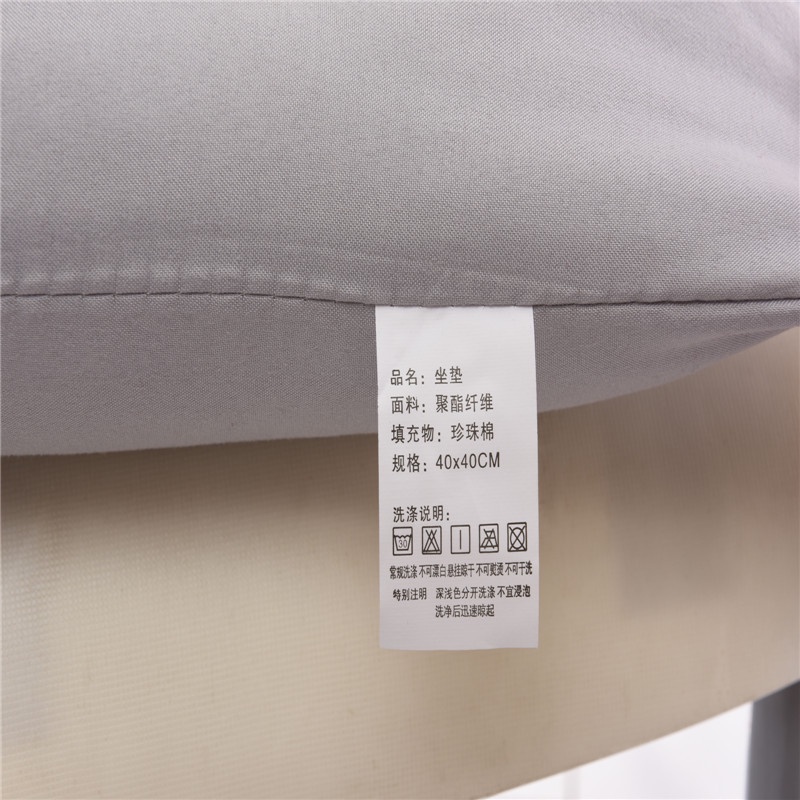 品名：坐垫
面料：聚酯纤维
填充物：珍珠棉
规格：40x40CM
洗涤说明：
30
常规洗涤 不可漂白 悬挂晾干 不可熨烫 不可干洗
特别注明 深浅色分开洗涤 不宜浸泡
洗净后迅速晾起